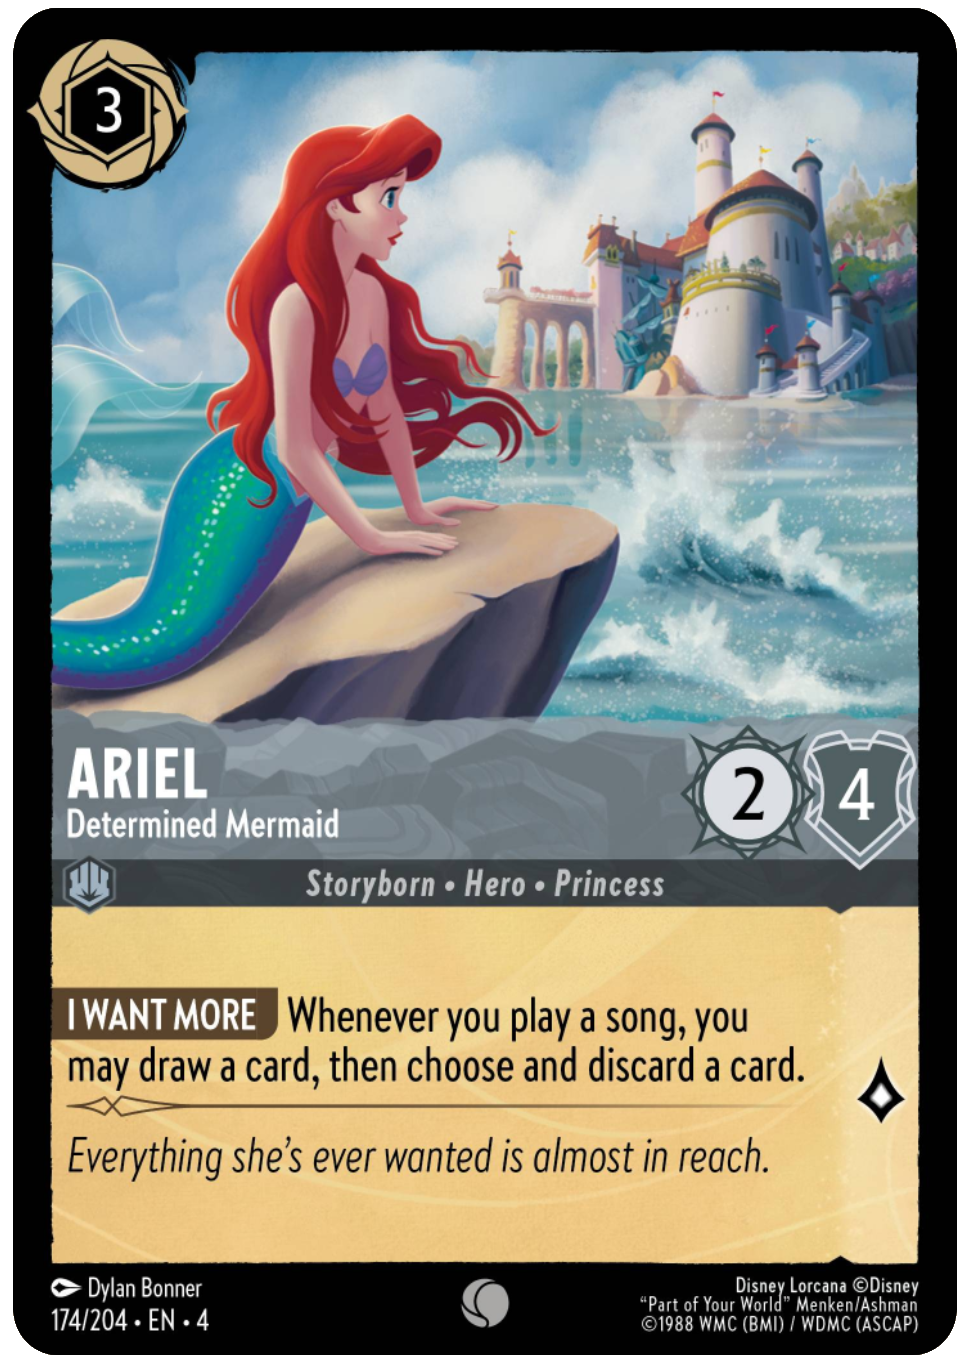 3
ARIEL
Determined Mermaid
2
4
Storyborn • Hero • Princess
I WANT MORE Whenever you play a song, you
may draw a card, then choose and discard a card.
Everything she's ever wanted is almost in reach.
Dylan Bonner
174/204 • EN • 4
Disney Lorcana ©Disney
"Part of Your World" Menken/Ashman
©1988 WMC (BMI) / WDMC (ASCAP)